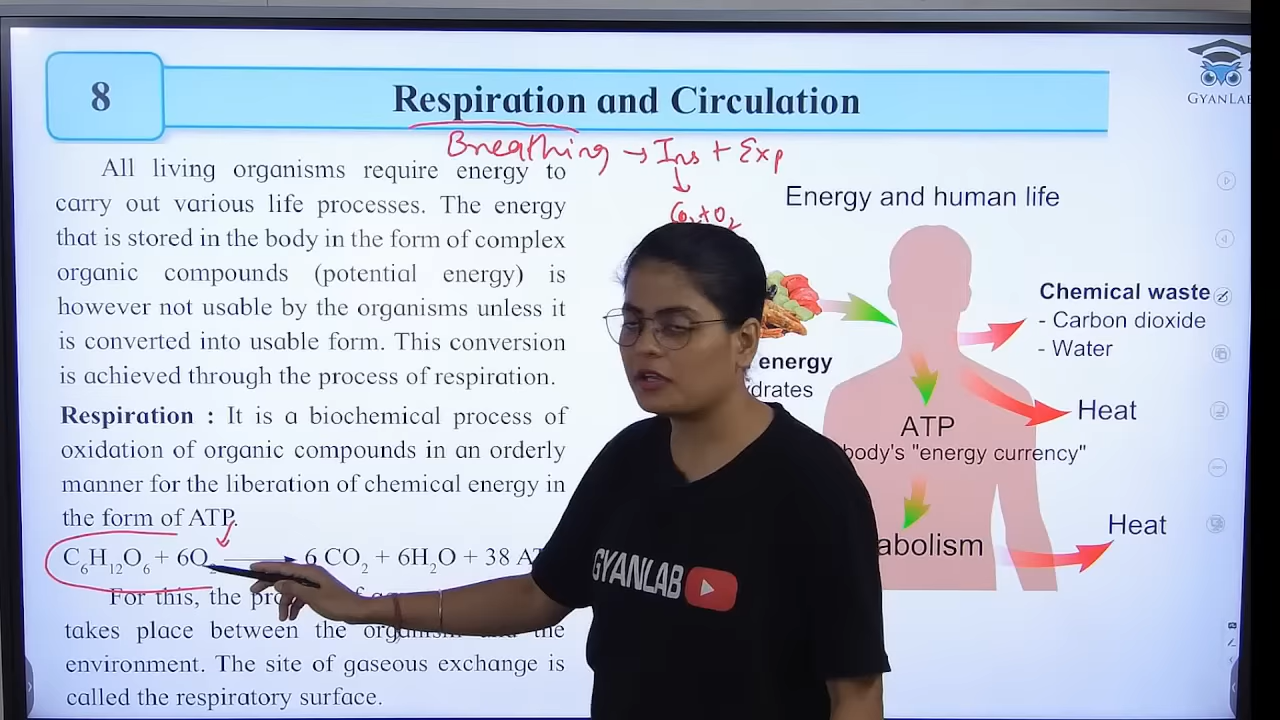 8
Respiration and Circulation
GYANLAB
Breathing → Ins + Exp
↓
CO₂ + O₂
All living organisms require energy to
carry out various life processes. The energy
that is stored in the body in the form of complex
organic compounds (potential energy) is
however not usable by the organisms unless it
is converted into usable form. This conversion
is achieved through the process of respiration.
Respiration : It is a biochemical process of
oxidation of organic compounds in an orderly
manner for the liberation of chemical energy in
the form of ATP.
C₆H₁₂O₆ + 6O₂ → 6 CO₂ + 6H₂O + 38 A
For this, the
takes place between the organism and the
environment. The site of gaseous exchange is
called the respiratory surface.
Energy and human life
energy
Chemical waste
- Carbon dioxide
- Water
Heat
ATP
body's "energy currency"
Heat
GYANLAB